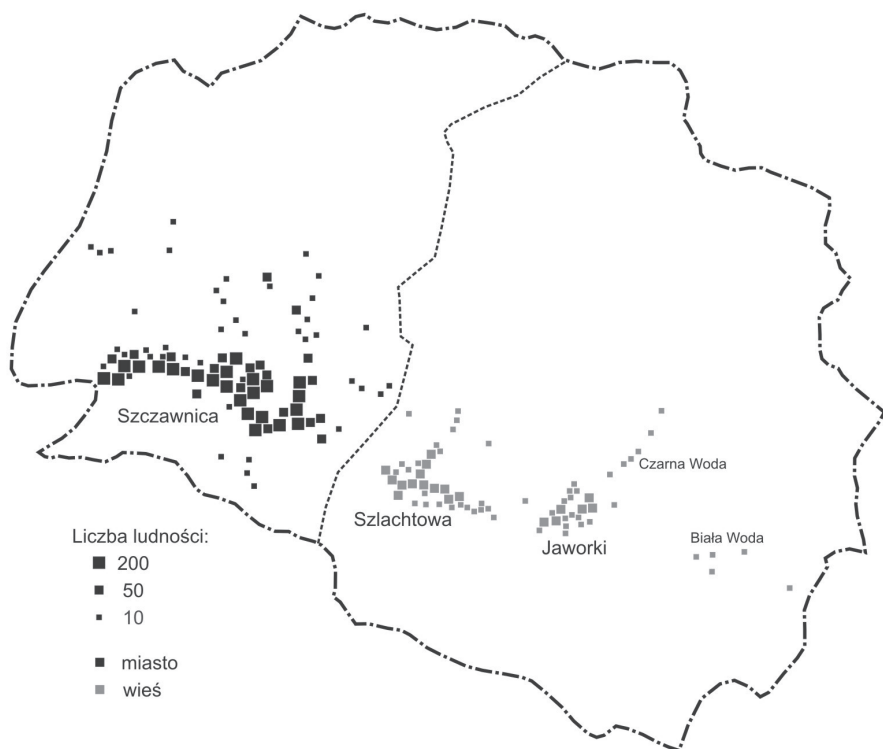 Szczawnica
Czarna Woda
Szlachtowa
Jaworki
Biała Woda
Liczba ludności:
200
50
10
miasto
wieś